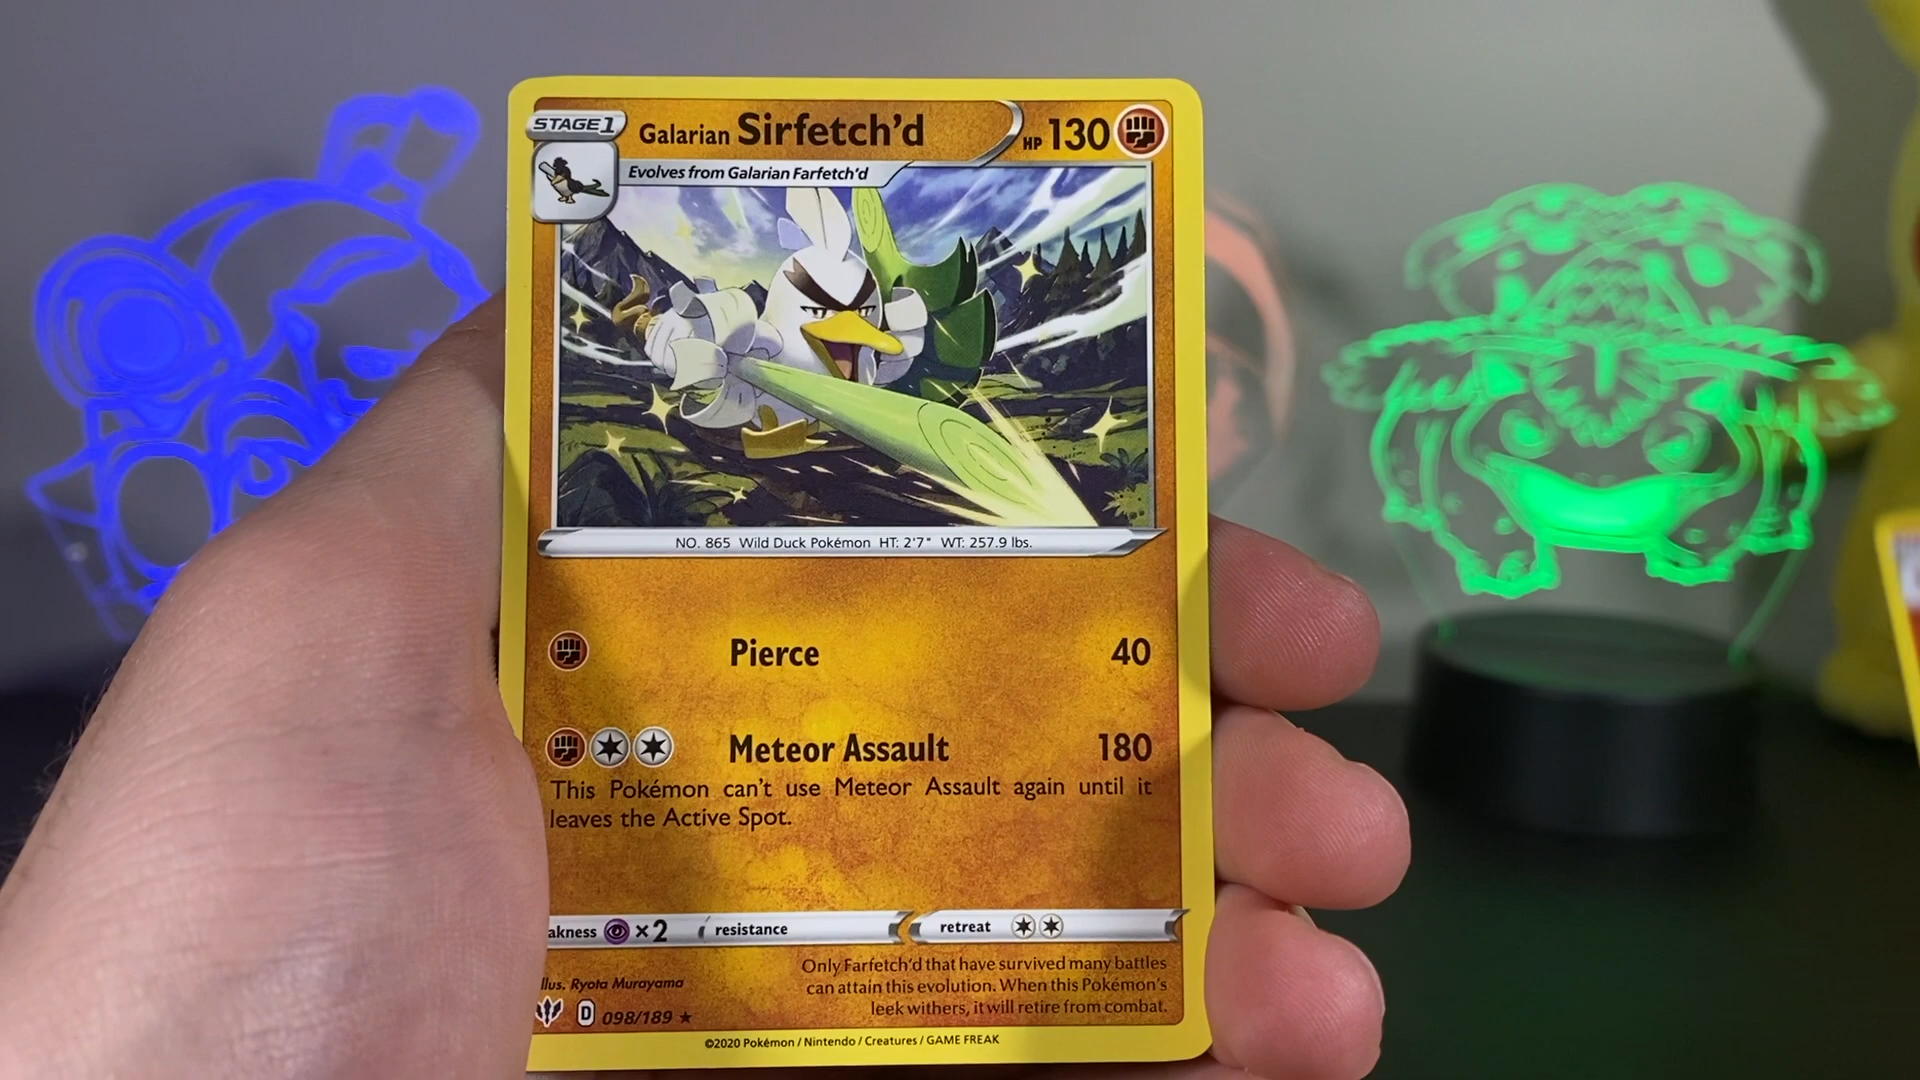 STAGE 1
Galarian Sirfetch'd
HP 130
Evolves from Galarian Farfetch'd
NO. 865 Wild Duck Pokémon HT: 2'7" WT: 257.9 lbs.
Pierce 40
Meteor Assault 180
This Pokémon can't use Meteor Assault again until it
leaves the Active Spot.
akness ×2 resistance retreat
llus. Ryota Murayama
Only Farfetch'd that have survived many battles
can attain this evolution. When this Pokémon's
leek withers, it will retire from combat.
D 098/189 ★
©2020 Pokémon / Nintendo / Creatures / GAME FREAK